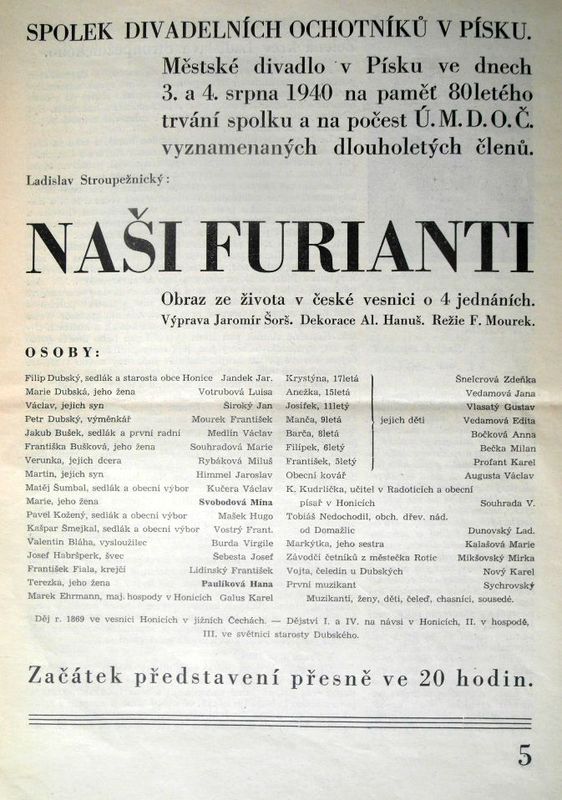 SPOLEK DIVADELNÍCH OCHOTNÍKŮ V PÍSKU.
Městské divadlo v Písku ve dnech
3. a 4. srpna 1940 na paměť 80letého
trvání spolku a na počest Ú. M. D. O. Č.
vyznamenaných dlouholetých členů.
Ladislav Stroupežnický:
NAŠI FURIANTI
Obraz ze života v české vesnici o 4 jednáních.
Výprava Jaromír Šorš. Dekorace Al. Hanuš. Režie F. Mourek.
OSOBY:
Filip Dubský, sedlák a starosta obce Honice Jandek Jar.
Marie Dubská, jeho žena Votrubová Luisa
Václav, jejich syn Široký Jan
Petr Dubský, výměnkář Mourek František
Jakub Bušek, sedlák a první radní Medlín Václav
Františka Bušková, jeho žena Souhradová Marie
Verunka, jejich dcera Rybáková Miluš
Martin, jejich syn Himmel Jaroslav
Matěj Šumbal, sedlák a obecní výbor Kučera Václav
Marie, jeho žena Svobodová Mina
Pavel Kožený, sedlák a obecní výbor Mašek Hugo
Kašpar Šmejkal, sedlák a obecní výbor Vostrý Frant.
Valentin Bláha, vysloužilec Burda Virgile
Josef Habršperk, švec Šebesta Josef
František Fiala, krejčí Lidinský František
Terezka, jeho žena Paulíková Hana
Marek Ehrmann, maj. hospody v Honicích Galus Karel
Krystýna, 17letá Šnelcrová Zdeňka
Anežka, 15letá Vedamová Jana
Josífek, 11letý Vlasatý Gustav
Manča, 9letá jejich děti Vedamová Edita
Barča, 8letá Bočková Anna
Filípek, 6letý Bečka Milan
František, 5letý Profant Karel
Obecní kovář Augusta Václav
K. Kudrlička, učitel v Radoticích a obecní
písař v Honicích Souhrada V.
Tobiáš Nedochodil, obch. dřev. nád.
od Domažlic Dunovský Lad.
Markýtka, jeho sestra Kalašová Marie
Závodčí četníků z městečka Rotic Mikšovský Mirka
Vojta, čeledín u Dubských Nový Karel
První muzikant Sychrovský
Muzikanti, ženy, děti, čeleď, chasníci, sousedé.
Děj r. 1869 ve vesnici Honicích v jižních Čechách. — Dějství I. a IV. na návsi v Honicích, II. v hospodě,
III. ve světnici starosty Dubského.
Začátek představení přesně ve 20 hodin.
5